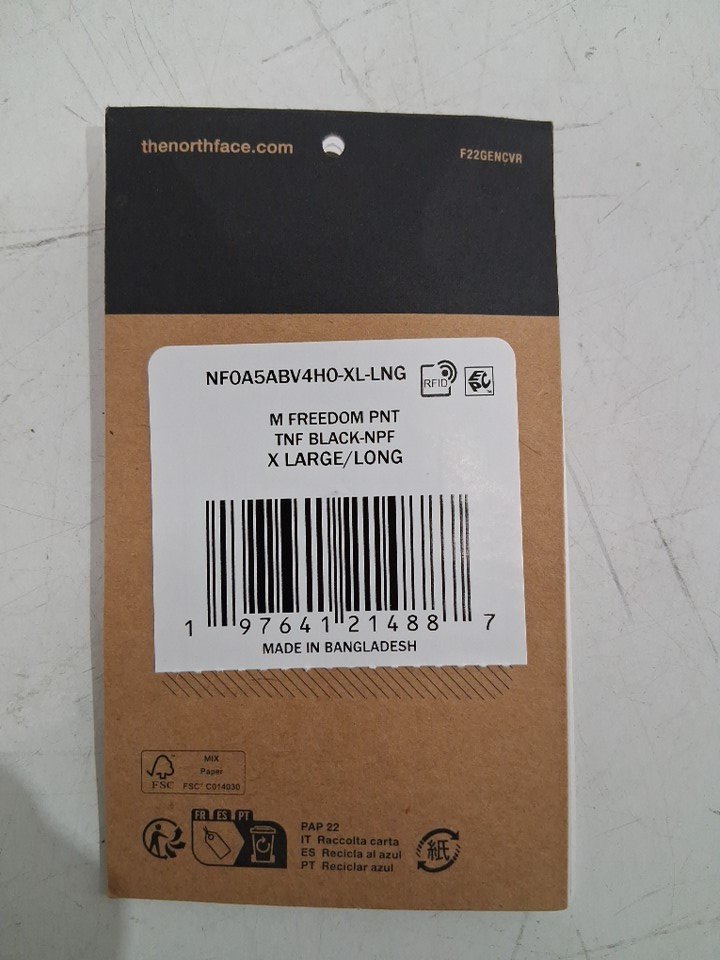 thenorthface.com
F22GENCVR
NF0A5ABV4H0-XL-LNG
RFID
EPC
M FREEDOM PNT
TNF BLACK-NPF
X LARGE/LONG
1 97641 21488 7
MADE IN BANGLADESH
FSC
MIX
Paper
FSC™ C014030
FR ES PT
PAP 22
IT Raccolta carta
ES Recicla al azul
PT Reciclar azul
紙